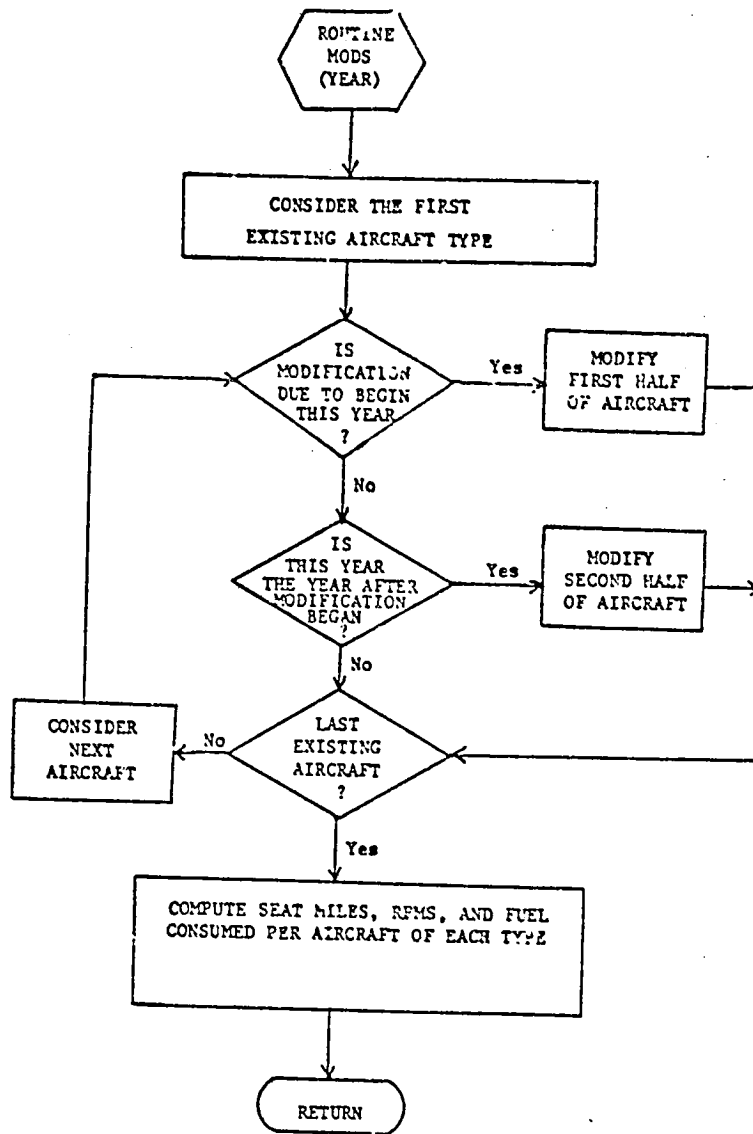 ROUTINE
MODS
(YEAR)
CONSIDER THE FIRST
EXISTING AIRCRAFT TYPE
IS
MODIFICATION
DUE TO BEGIN
THIS YEAR
?
Yes
MODIFY
FIRST HALF
OF AIRCRAFT
No
IS
THIS YEAR
THE YEAR AFTER
MODIFICATION
BEGAN
?
Yes
MODIFY
SECOND HALF
OF AIRCRAFT
No
LAST
EXISTING
AIRCRAFT
?
No
CONSIDER
NEXT
AIRCRAFT
Yes
COMPUTE SEAT MILES, RPMS, AND FUEL
CONSUMED PER AIRCRAFT OF EACH TYPE
RETURN